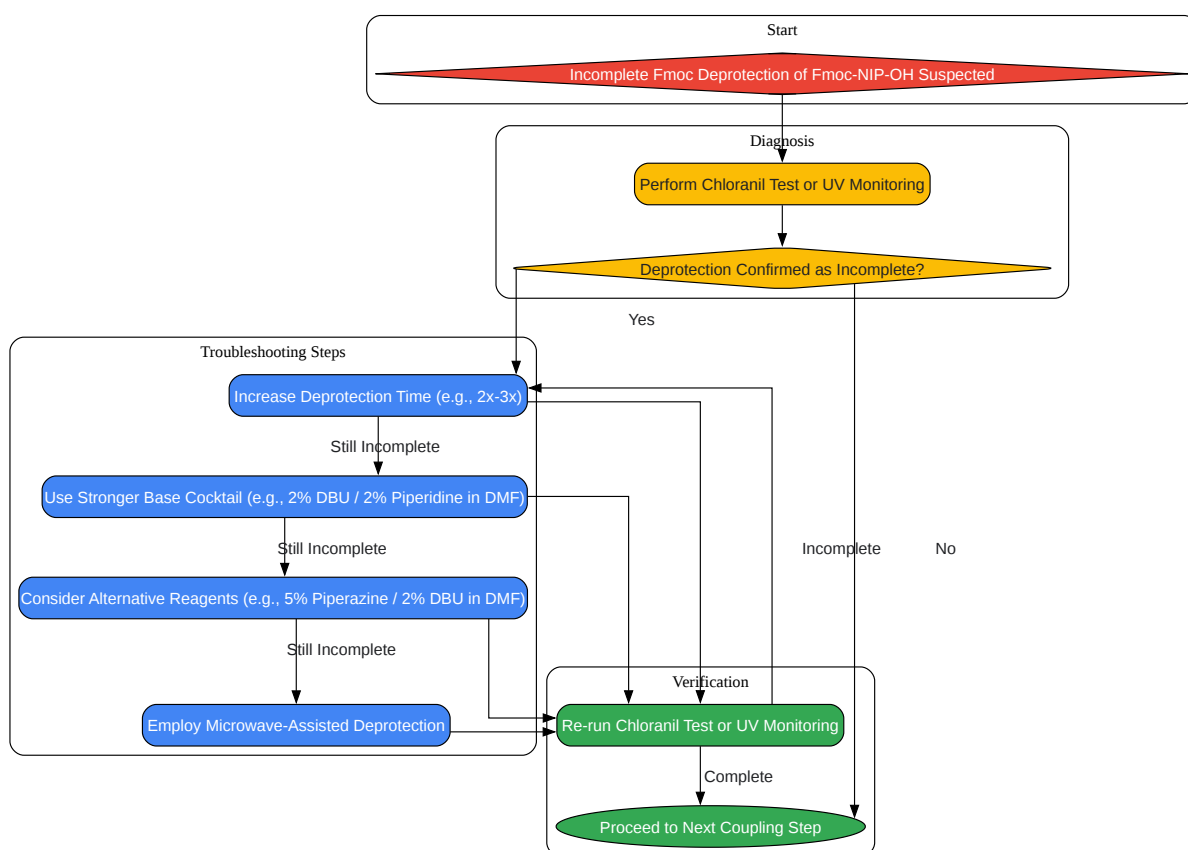 Start
Incomplete Fmoc Deprotection of Fmoc-NIP-OH Suspected
Diagnosis
Perform Chloranil Test or UV Monitoring
Deprotection Confirmed as Incomplete?
Yes
Troubleshooting Steps
Increase Deprotection Time (e.g., 2x-3x)
Still Incomplete
Use Stronger Base Cocktail (e.g., 2% DBU / 2% Piperidine in DMF)
Still Incomplete
Incomplete
No
Consider Alternative Reagents (e.g., 5% Piperazine / 2% DBU in DMF)
Still Incomplete
Verification
Employ Microwave-Assisted Deprotection
Re-run Chloranil Test or UV Monitoring
Complete
Proceed to Next Coupling Step